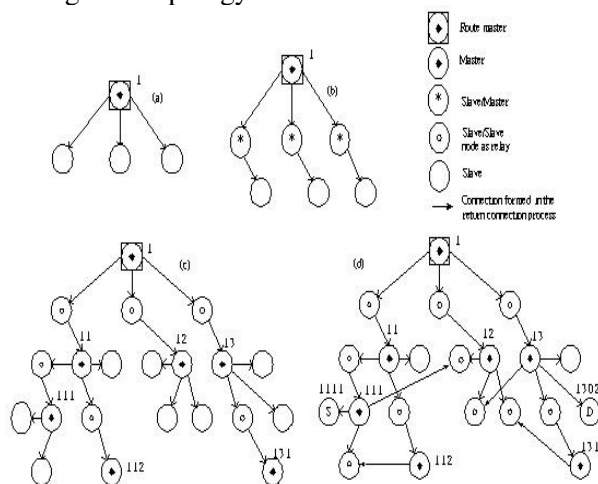 1
Route master
(a)
1
(b)
Master
Slave/Master
Slave/Slave
node as relay
Slave
Connection formed in the
return connection process
1
(c)
11
12
13
111
112
131
1
(d)
11
12
13
1302
1111
111
S
D
112
131